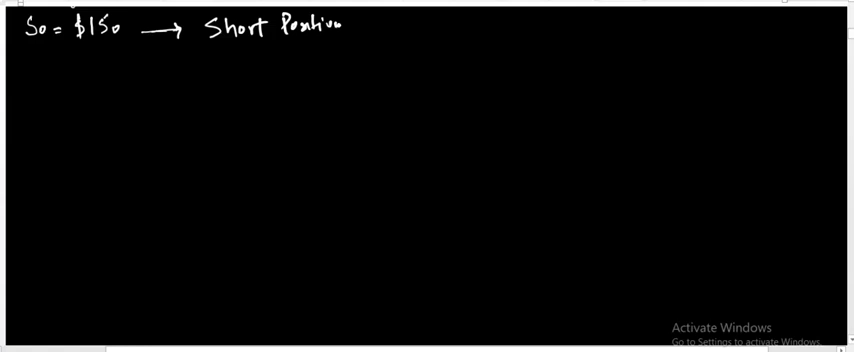 S0 = $150 → Short Position
Activate Windows
Go to Settings to activate Windows.